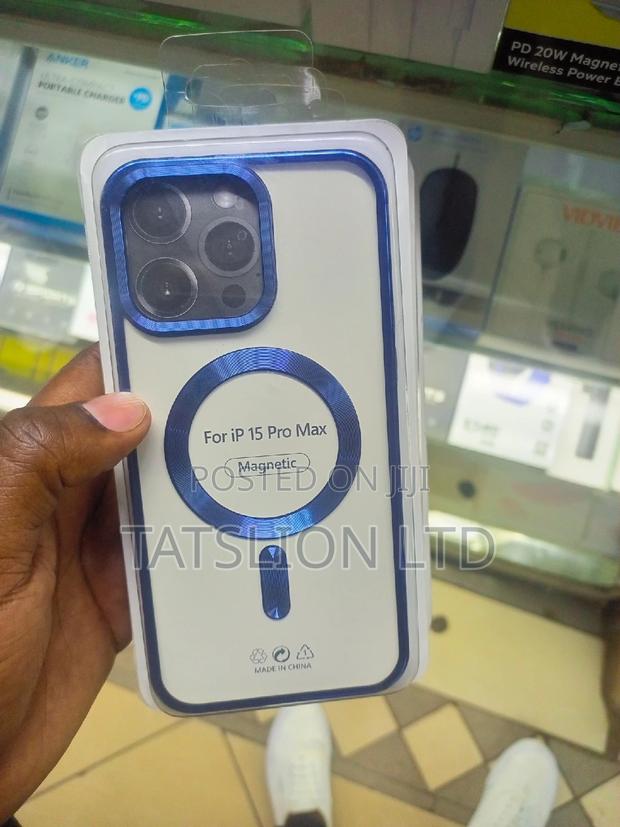 PD 20W Magne
Wireless Power B
ANKER
PORTABLE CHARGER
For iP 15 Pro Max
Magnetic
POSTED ON JIJI
TATSLION LTD
MADE IN CHINA